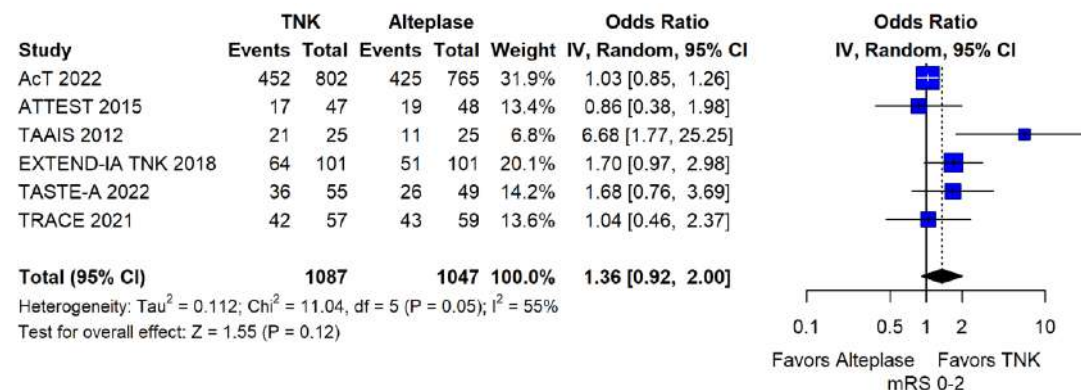 TNK Alteplase Odds Ratio Odds Ratio
Study Events Total Events Total Weight IV, Random, 95% CI IV, Random, 95% CI
AcT 2022 452 802 425 765 31.9% 1.03 [0.85, 1.26]
ATTEST 2015 17 47 19 48 13.4% 0.86 [0.38, 1.98]
TAAIS 2012 21 25 11 25 6.8% 6.68 [1.77, 25.25]
EXTEND-IA TNK 2018 64 101 51 101 20.1% 1.70 [0.97, 2.98]
TASTE-A 2022 36 55 26 49 14.2% 1.68 [0.76, 3.69]
TRACE 2021 42 57 43 59 13.6% 1.04 [0.46, 2.37]
Total (95% CI) 1087 1047 100.0% 1.36 [0.92, 2.00]
Heterogeneity: Tau² = 0.112; Chi² = 11.04, df = 5 (P = 0.05); I² = 55%
Test for overall effect: Z = 1.55 (P = 0.12)
0.1 0.5 1 2 10
Favors Alteplase Favors TNK
mRS 0-2